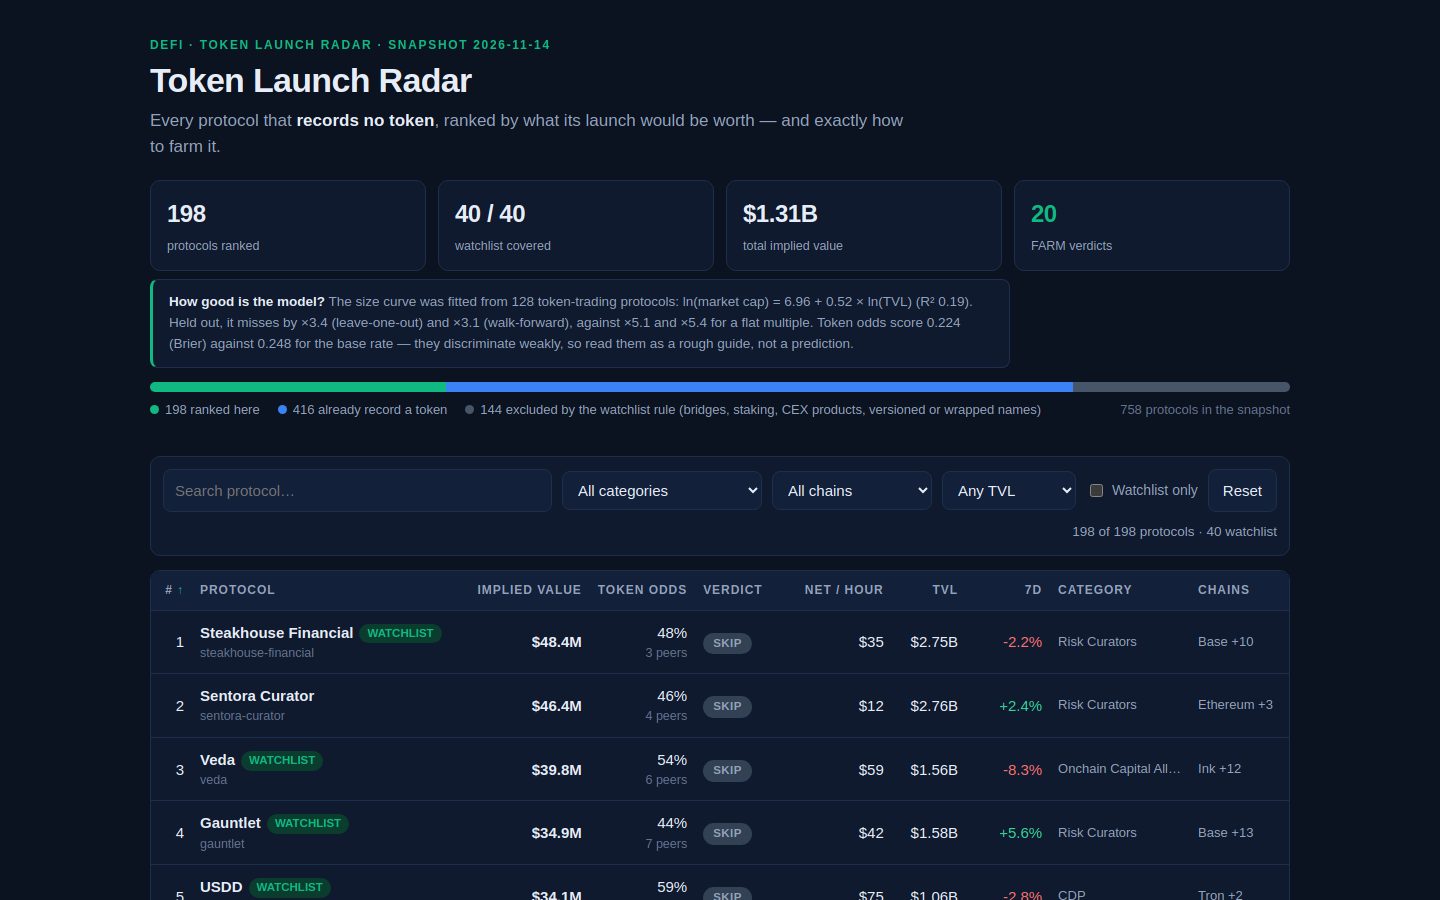 DEFI · TOKEN LAUNCH RADAR · SNAPSHOT 2026-11-14
Token Launch Radar
Every protocol that records no token, ranked by what its launch would be worth — and exactly how
to farm it.
198
protocols ranked
40 / 40
watchlist covered
$1.31B
total implied value
20
FARM verdicts
How good is the model? The size curve was fitted from 128 token-trading protocols: ln(market cap) = 6.96 + 0.52 × ln(TVL) (R² 0.19).
Held out, it misses by ×3.4 (leave-one-out) and ×3.1 (walk-forward), against ×5.1 and ×5.4 for a flat multiple. Token odds score 0.224
(Brier) against 0.248 for the base rate — they discriminate weakly, so read them as a rough guide, not a prediction.
198 ranked here 416 already record a token 144 excluded by the watchlist rule (bridges, staking, CEX products, versioned or wrapped names) 758 protocols in the snapshot
Search protocol… All categories All chains Any TVL Watchlist only Reset
198 of 198 protocols · 40 watchlist
# ↑ PROTOCOL IMPLIED VALUE TOKEN ODDS VERDICT NET / HOUR TVL 7D CATEGORY CHAINS
1 Steakhouse Financial WATCHLIST $48.4M 48% SKIP $35 $2.75B -2.2% Risk Curators Base +10
steakhouse-financial 3 peers
2 Sentora Curator $46.4M 46% SKIP $12 $2.76B +2.4% Risk Curators Ethereum +3
sentora-curator 4 peers
3 Veda WATCHLIST $39.8M 54% SKIP $59 $1.56B -8.3% Onchain Capital All… Ink +12
veda 6 peers
4 Gauntlet WATCHLIST $34.9M 44% SKIP $42 $1.58B +5.6% Risk Curators Base +13
gauntlet 7 peers
5 USDD WATCHLIST $34.1M 59% SKIP $75 $1.06B -2.8% CDP Tron +2